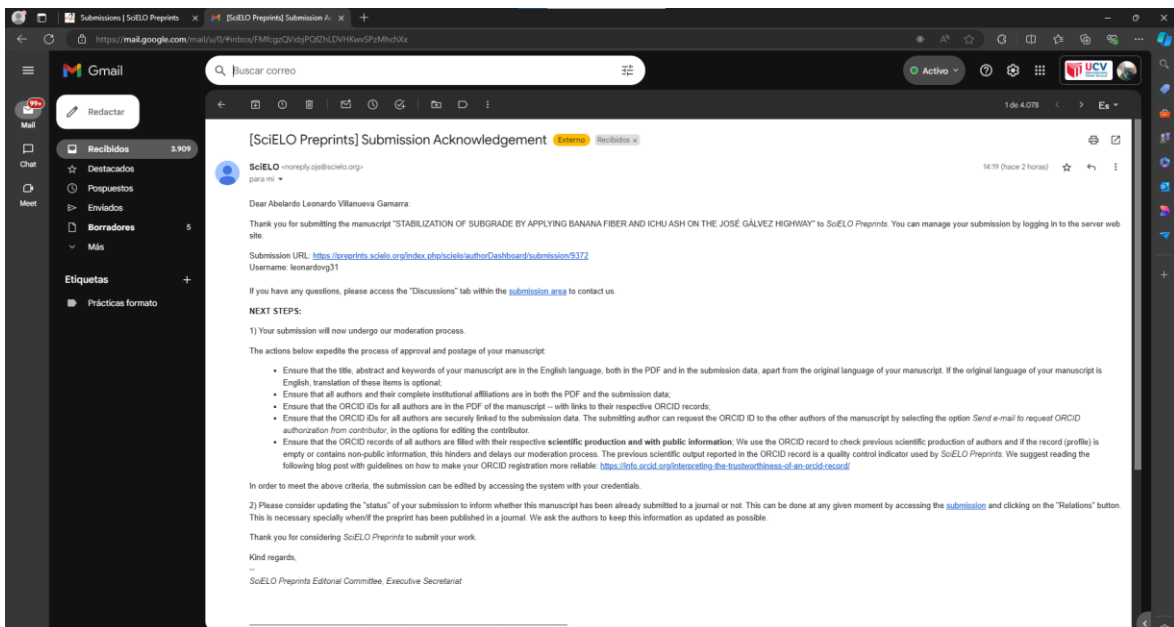 Submissions | SciELO Preprints
[SciELO Preprints] Submission Ac
https://mail.google.com/mail/u/0/#inbox/FMfcgzQVxbjPQfZhLDVHKwvSPzMhchXx
Gmail
Buscar correo
Activo
UCV
99+
Mail
Chat
Meet
Redactar
Recibidos 3.909
Destacados
Pospuestos
Enviados
Borradores 5
Más
Etiquetas
Prácticas formato
1 de 4.078
Es
[SciELO Preprints] Submission Acknowledgement Externo Recibidos x
SciELO <noreply.ojs@scielo.org>
para mí
14:19 (hace 2 horas)
Dear Abelardo Leonardo Villanueva Gamarra:
Thank you for submitting the manuscript "STABILIZATION OF SUBGRADE BY APPLYING BANANA FIBER AND ICHU ASH ON THE JOSÉ GÁLVEZ HIGHWAY" to SciELO Preprints. You can manage your submission by logging in to the server web
site.
Submission URL: https://preprints.scielo.org/index.php/scielo/authorDashboard/submission/9372
Username: leonardovg31
If you have any questions, please access the "Discussions" tab within the submission area to contact us.
NEXT STEPS:
1) Your submission will now undergo our moderation process.
The actions below expedite the process of approval and postage of your manuscript:
• Ensure that the title, abstract and keywords of your manuscript are in the English language, both in the PDF and in the submission data, apart from the original language of your manuscript. If the original language of your manuscript is
English, translation of these items is optional;
• Ensure that all authors and their complete institutional affiliations are in both the PDF and the submission data;
• Ensure that the ORCID iDs for all authors are in the PDF of the manuscript -- with links to their respective ORCID records;
• Ensure that the ORCID iDs for all authors are securely linked to the submission data. The submitting author can request the ORCID ID to the other authors of the manuscript by selecting the option Send e-mail to request ORCID
authorization from contributor, in the options for editing the contributor.
• Ensure that the ORCID records of all authors are filled with their respective scientific production and with public information; We use the ORCID record to check previous scientific production of authors and if the record (profile) is
empty or contains non-public information, this hinders and delays our moderation process. The previous scientific output reported in the ORCID record is a quality control indicator used by SciELO Preprints. We suggest reading the
following blog post with guidelines on how to make your ORCID registration more reliable: https://info.orcid.org/interpreting-the-trustworthiness-of-an-orcid-record/
In order to meet the above criteria, the submission can be edited by accessing the system with your credentials.
2) Please consider updating the "status" of your submission to inform whether this manuscript has been already submitted to a journal or not. This can be done at any given moment by accessing the submission and clicking on the "Relations" button.
This is necessary specially when/if the preprint has been published in a journal. We ask the authors to keep this information as updated as possible.
Thank you for considering SciELO Preprints to submit your work.
Kind regards,
--
SciELO Preprints Editorial Committee, Executive Secretariat